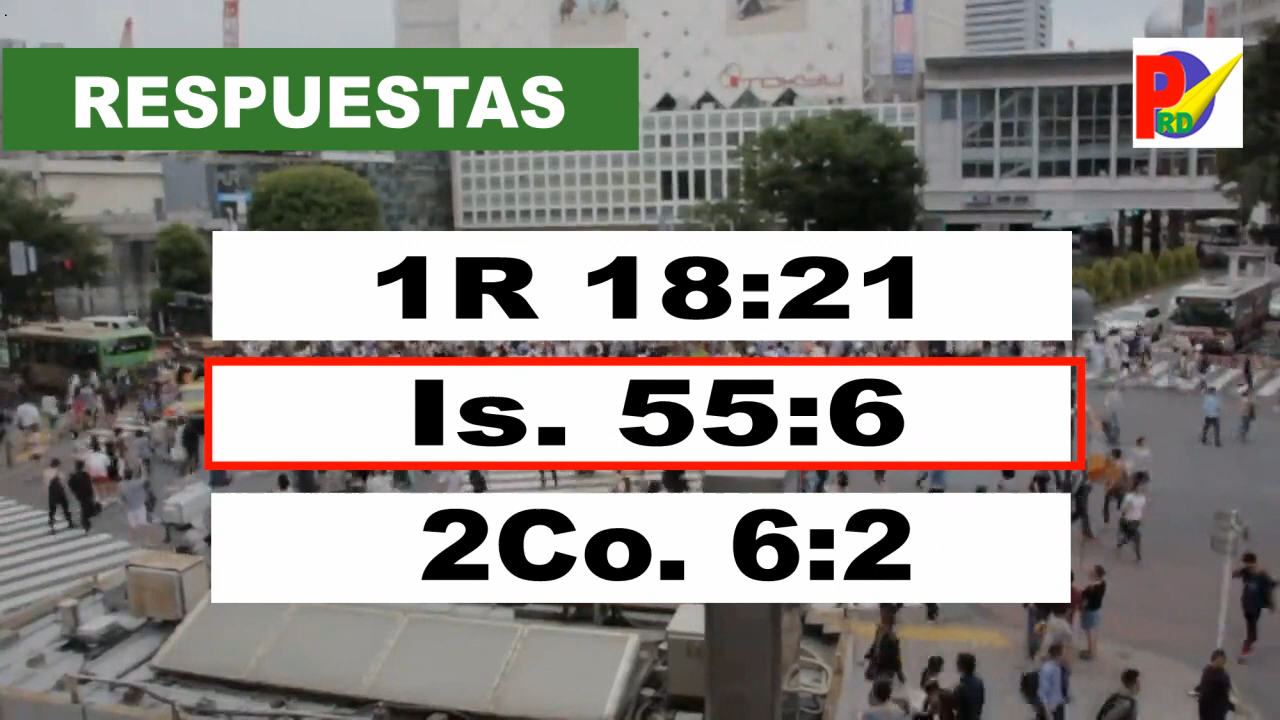 RESPUESTAS
PRD
1R 18:21
Is. 55:6
2Co. 6:2